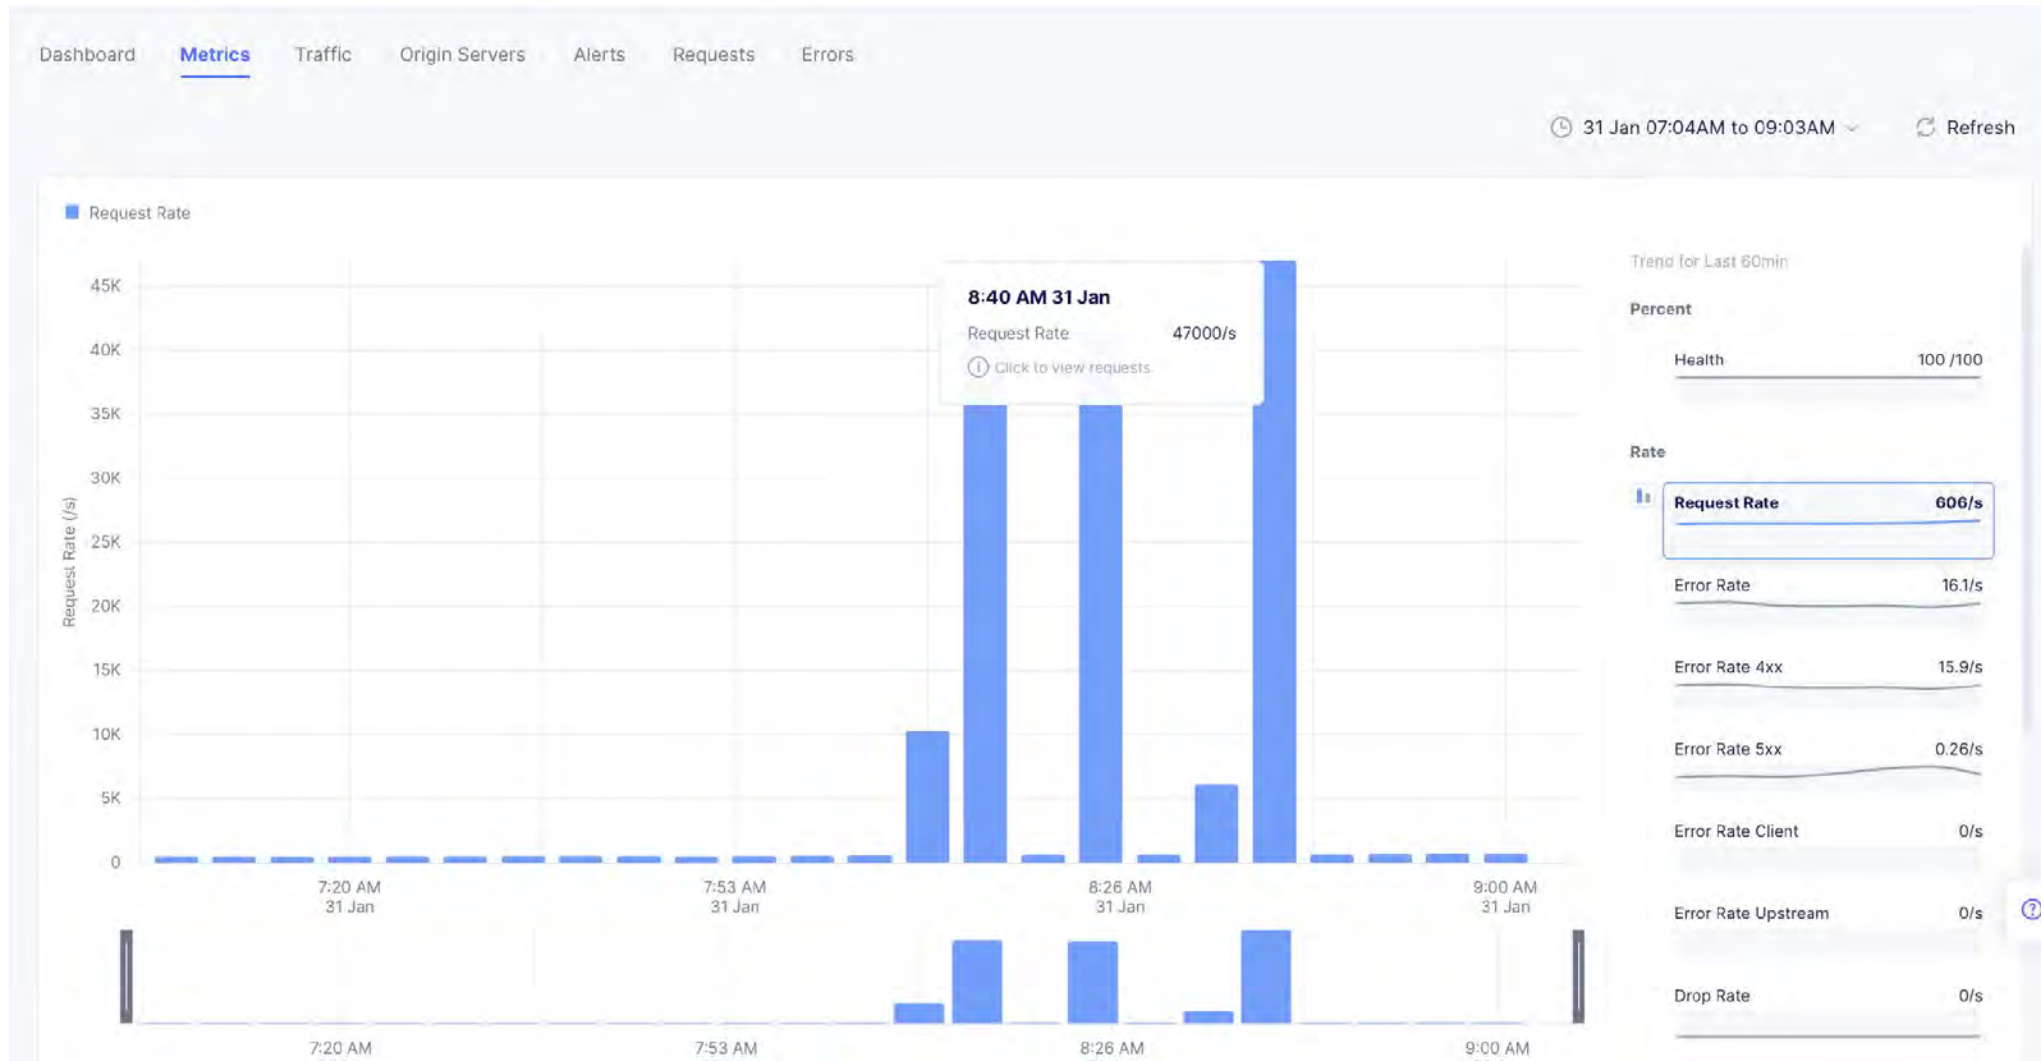 Dashboard Metrics Traffic Origin Servers Alerts Requests Errors
31 Jan 07:04AM to 09:03AM Refresh
Request Rate
45K
40K
35K
30K
25K
20K
15K
10K
5K
0
Request Rate (/s)
8:40 AM 31 Jan
Request Rate 47000/s
Click to view requests
7:20 AM 7:53 AM 8:26 AM 9:00 AM
31 Jan 31 Jan 31 Jan 31 Jan
7:20 AM 7:53 AM 8:26 AM 9:00 AM
Trend for Last 60min
Percent
Health 100 /100
Rate
Request Rate 606/s
Error Rate 16.1/s
Error Rate 4xx 15.9/s
Error Rate 5xx 0.26/s
Error Rate Client 0/s
Error Rate Upstream 0/s
Drop Rate 0/s